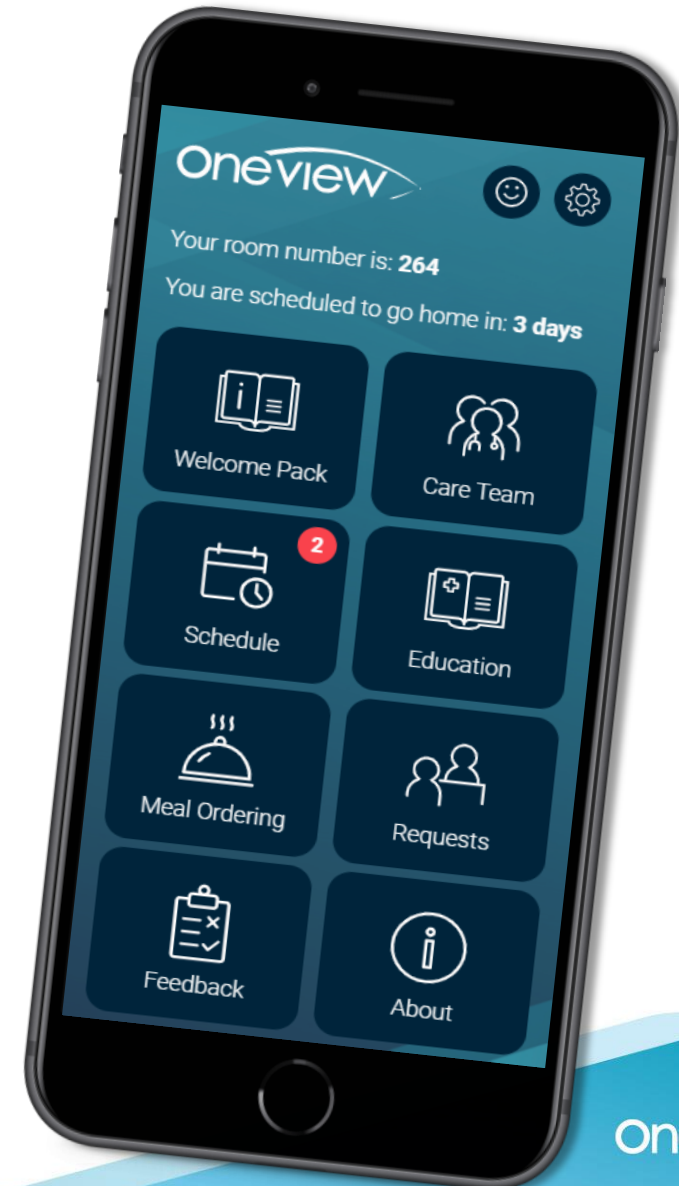 Oneview
Your room number is: 264
You are scheduled to go home in: 3 days
Welcome Pack
Care Team
2
Schedule
Education
Meal Ordering
Requests
Feedback
About
on